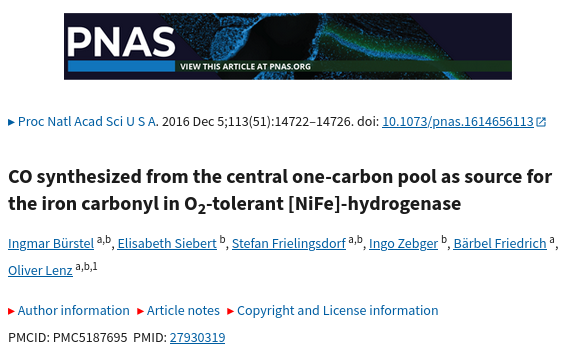 PNAS
VIEW THIS ARTICLE AT PNAS.ORG
▸ Proc Natl Acad Sci U S A. 2016 Dec 5;113(51):14722–14726. doi: 10.1073/pnas.1614656113
CO synthesized from the central one-carbon pool as source for
the iron carbonyl in O₂-tolerant [NiFe]-hydrogenase
Ingmar Bürstel ᵃ,ᵇ, Elisabeth Siebert ᵇ, Stefan Frielingsdorf ᵃ,ᵇ, Ingo Zebger ᵇ, Bärbel Friedrich ᵃ,
Oliver Lenz ᵃ,ᵇ,¹
▸ Author information ▸ Article notes ▸ Copyright and License information
PMCID: PMC5187695 PMID: 27930319